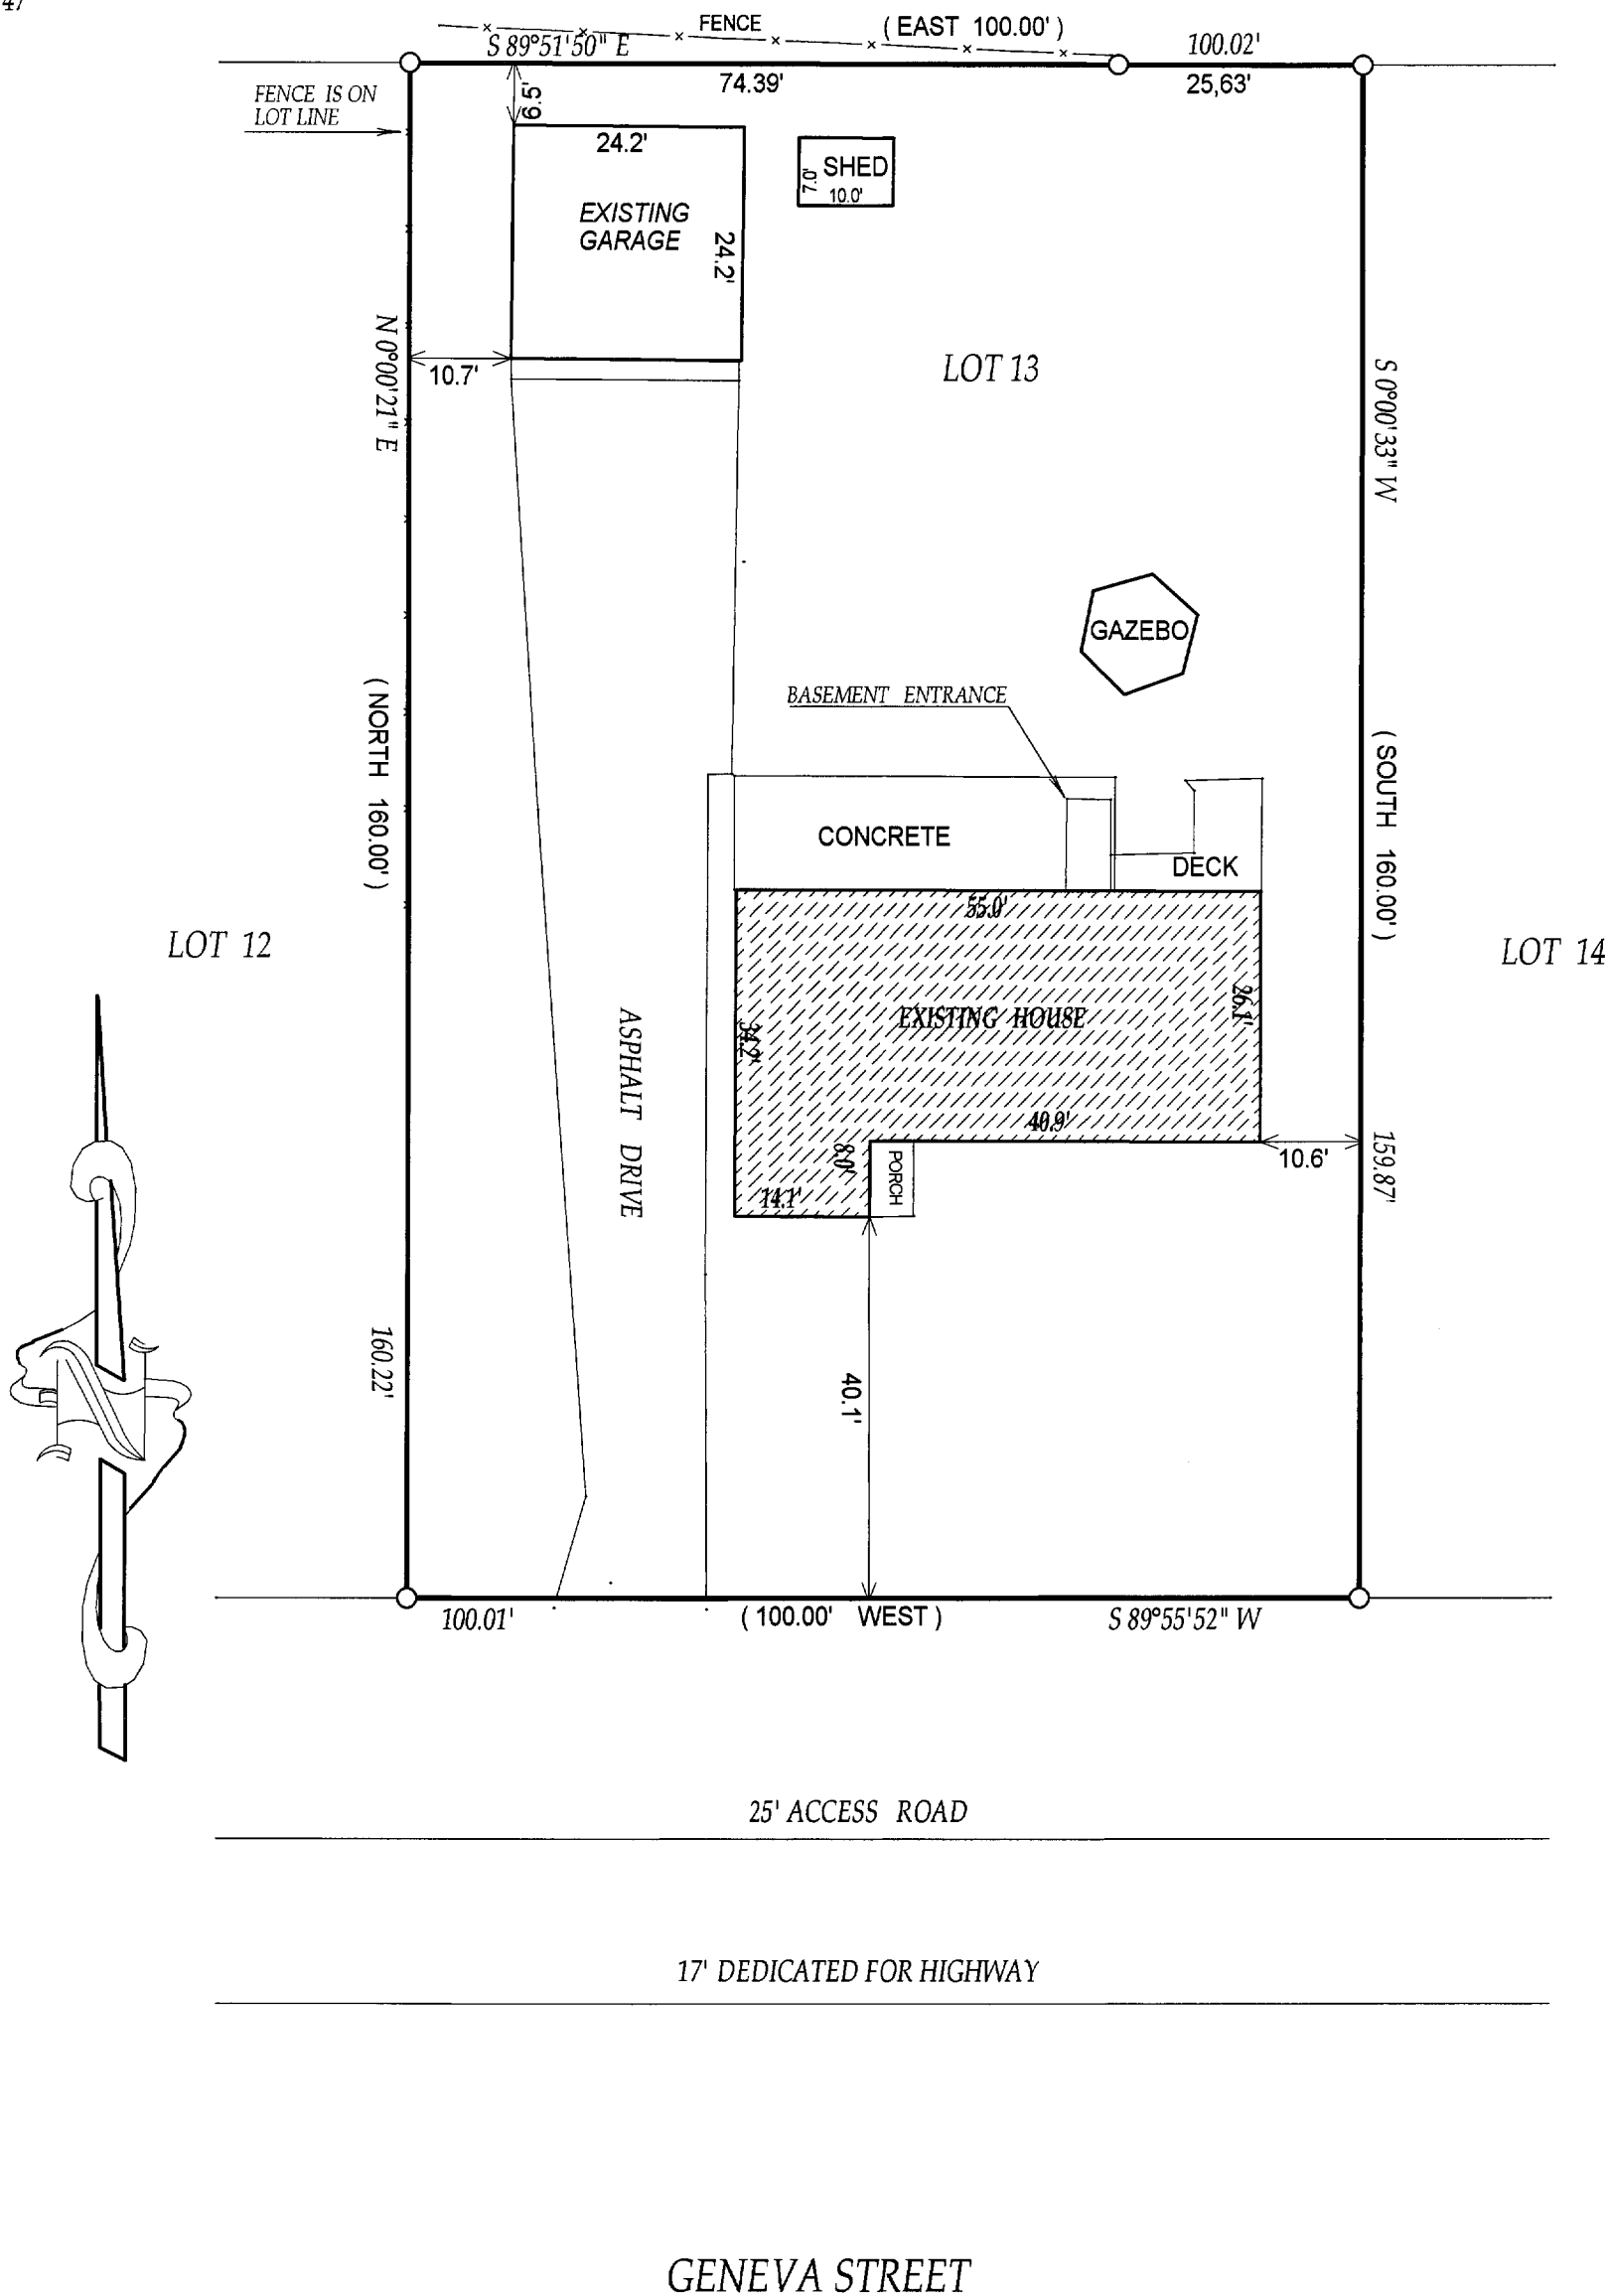 47
FENCE
( EAST 100.00' )
S 89°51'50" E
100.02'
74.39'
25,63'
FENCE IS ON
LOT LINE
6.5'
24.2'
EXISTING
GARAGE
24.2'
SHED
7.0'
10.0'
10.7'
N 0°00'21" E
LOT 13
S 0°00'33" W
GAZEBO
BASEMENT ENTRANCE
( NORTH 160.00' )
( SOUTH 160.00' )
CONCRETE
DECK
55.0'
LOT 12
LOT 14
EXISTING HOUSE
26.1'
34.2'
ASPHALT DRIVE
40.9'
8.0'
PORCH
14.1'
10.6'
159.87'
160.22'
40.1'
100.01'
( 100.00' WEST )
S 89°55'52" W
25' ACCESS ROAD
17' DEDICATED FOR HIGHWAY
GENEVA STREET